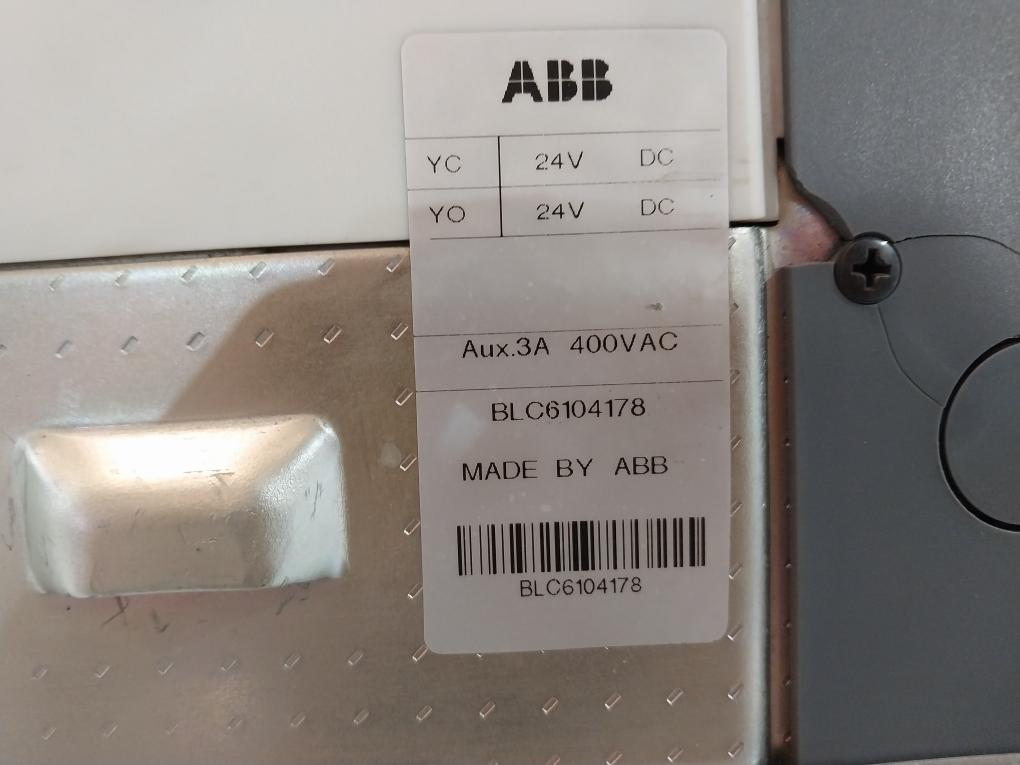 ABB
YC 24V DC
YO 24V DC
Aux.3A 400VAC
BLC6104178
MADE BY ABB
BLC6104178